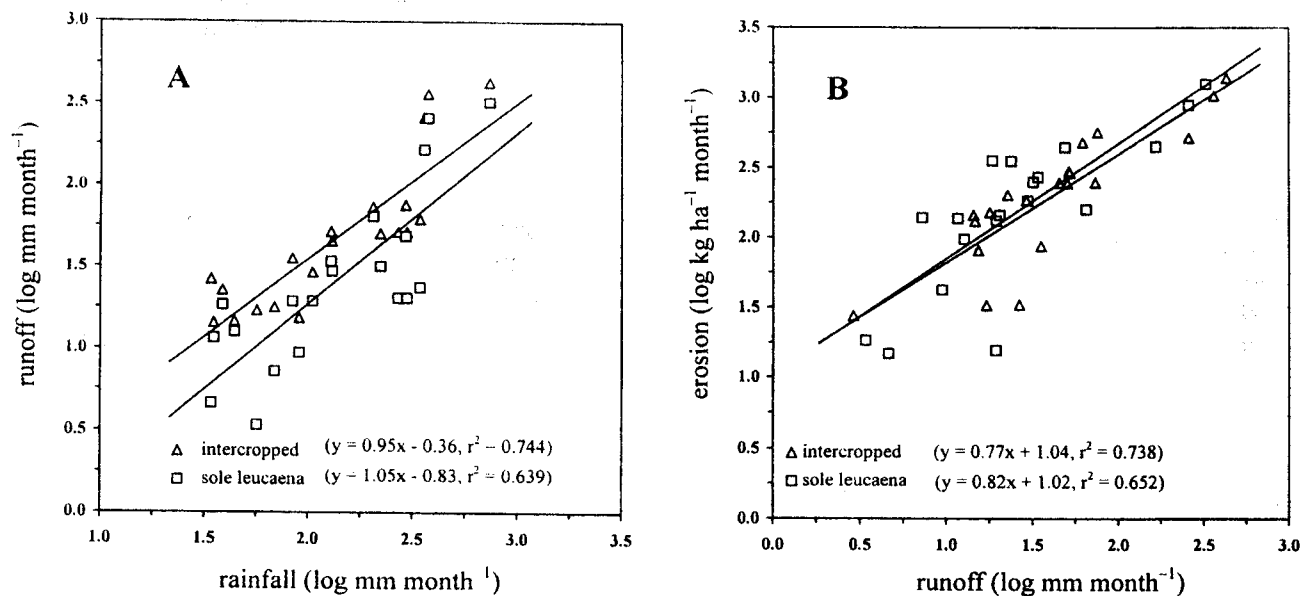 A
runoff (log mm month⁻¹)
3.0
2.5
2.0
1.5
1.0
0.5
0.0
intercropped (y = 0.95x - 0.36, r² = 0.744)
sole leucaena (y = 1.05x - 0.83, r² = 0.639)
1.0 1.5 2.0 2.5 3.0 3.5
rainfall (log mm month ¹)
B
erosion (log kg ha⁻¹ month⁻¹)
3.5
3.0
2.5
2.0
1.5
1.0
0.5
0.0
intercropped (y = 0.77x + 1.04, r² = 0.738)
sole leucaena (y = 0.82x + 1.02, r² = 0.652)
0.0 0.5 1.0 1.5 2.0 2.5 3.0
runoff (log mm month⁻¹)